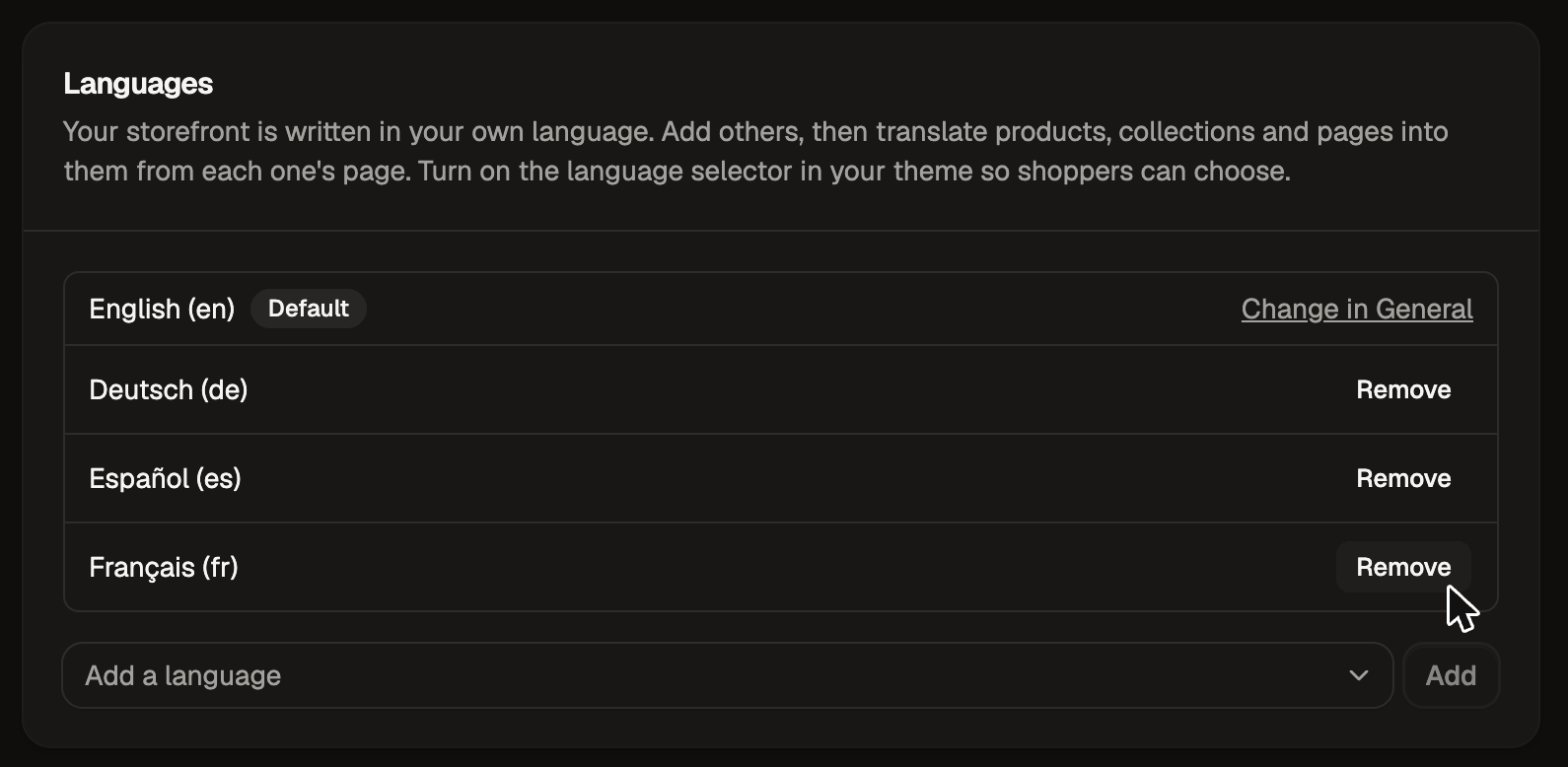 Languages
Your storefront is written in your own language. Add others, then translate products, collections and pages into
them from each one's page. Turn on the language selector in your theme so shoppers can choose.
English (en) Default Change in General
Deutsch (de) Remove
Español (es) Remove
Français (fr) Remove
Add a language Add